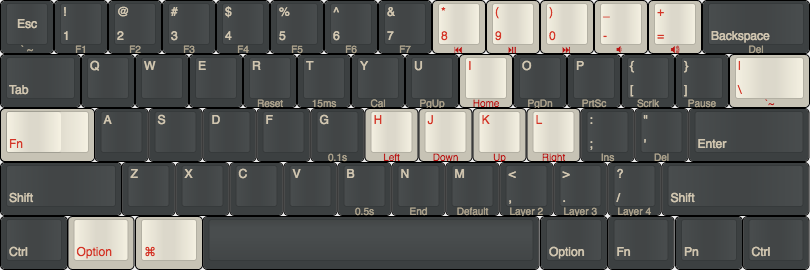 Esc ! @ # $ % ^ & * ( ) _ +
1 2 3 4 5 6 7 8 9 0 - = Backspace
`~ F1 F2 F3 F4 F5 F6 F7 ⏮ ⏯ ⏭ 🔉 🔊 Del
Q W E R T Y U I O P { } |
Tab [ ] \
Reset 15ms Cal PgUp Home PgDn PrtSc Scrlk Pause `~
A S D F G H J K L : "
Fn ; ' Enter
0.1s Left Down Up Right Ins Del
Z X C V B N M < > ?
Shift , . / Shift
0.5s End Default Layer 2 Layer 3 Layer 4
Ctrl Option ⌘ Option Fn Pn Ctrl